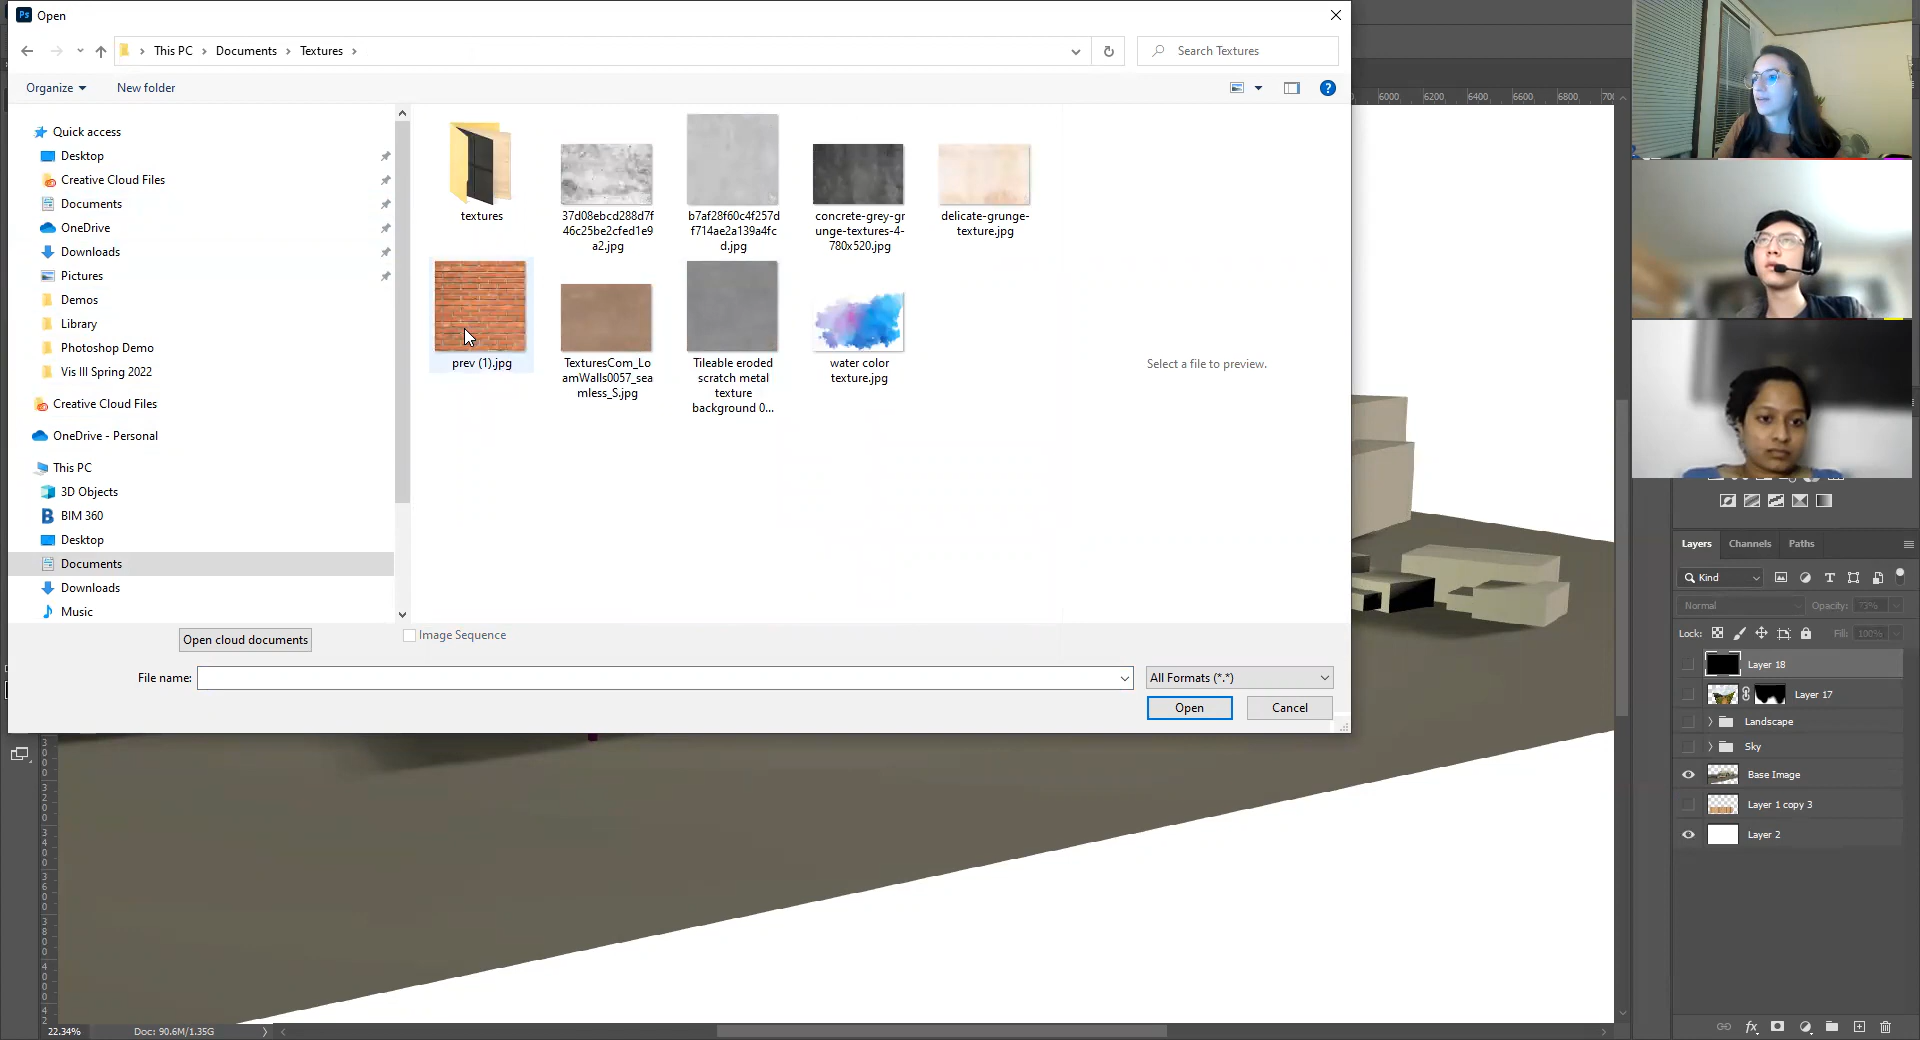 Ps Open
This PC > Documents > Textures >
Search Textures
Organize
New folder
?
Quick access
Desktop
Creative Cloud Files
Documents
OneDrive
Downloads
Pictures
Demos
Library
Photoshop Demo
Vis III Spring 2022
Creative Cloud Files
OneDrive - Personal
This PC
3D Objects
BIM 360
Desktop
Documents
Downloads
Music
textures
37d08ebcd288d7f
46c25be2cfed1e9
a2.jpg
b7af28f60c4f257d
f714ae2a139a4fc
d.jpg
concrete-grey-gr
unge-textures-4-
780x520.jpg
delicate-grunge-
texture.jpg
prev (1).jpg
TexturesCom_Lo
amWalls0057_sea
mless_S.jpg
Tileable eroded
scratch metal
texture
background 0...
water color
texture.jpg
Select a file to preview.
Open cloud documents
Image Sequence
File name:
All Formats (*.*)
Open
Cancel
6000 6200 6400 6600 6800
Layers Channels Paths
Kind
Normal
Opacity: 73%
Lock:
Fill: 100%
Layer 18
Layer 17
Landscape
Sky
Base Image
Layer 1 copy 3
Layer 2
fx
22.34%
Doc: 90.6M/1.35G